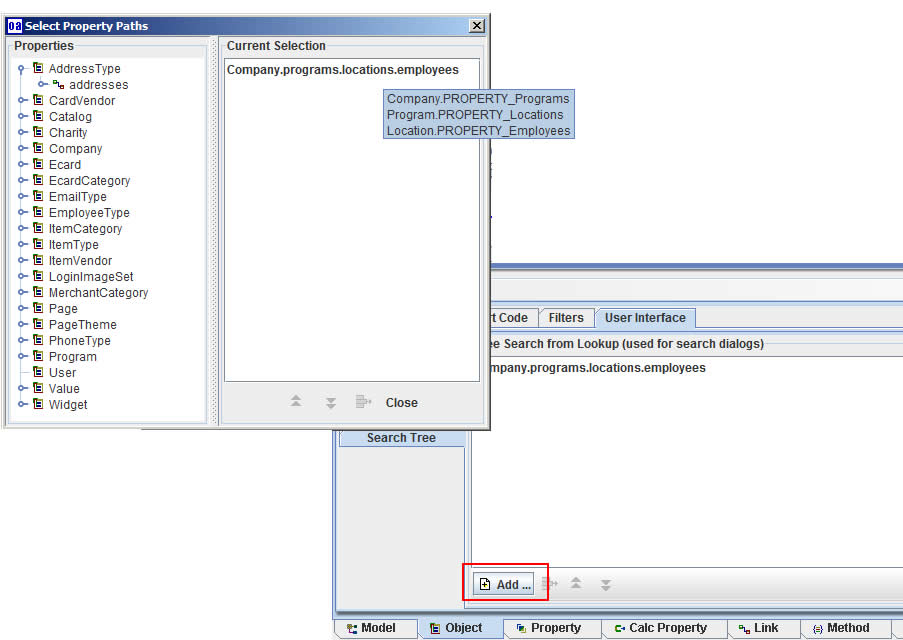 oa Select Property Paths
Properties
AddressType
addresses
CardVendor
Catalog
Charity
Company
Ecard
EcardCategory
EmailType
EmployeeType
ItemCategory
ItemType
ItemVendor
LoginImageSet
MerchantCategory
Page
PageTheme
PhoneType
Program
User
Value
Widget
Current Selection
Company.programs.locations.employees
Company.PROPERTY_Programs
Program.PROPERTY_Locations
Location.PROPERTY_Employees
Close
rt Code Filters User Interface
ee Search from Lookup (used for search dialogs)
mpany.programs.locations.employees
Search Tree
Add ...
Model Object Property Calc Property Link Method